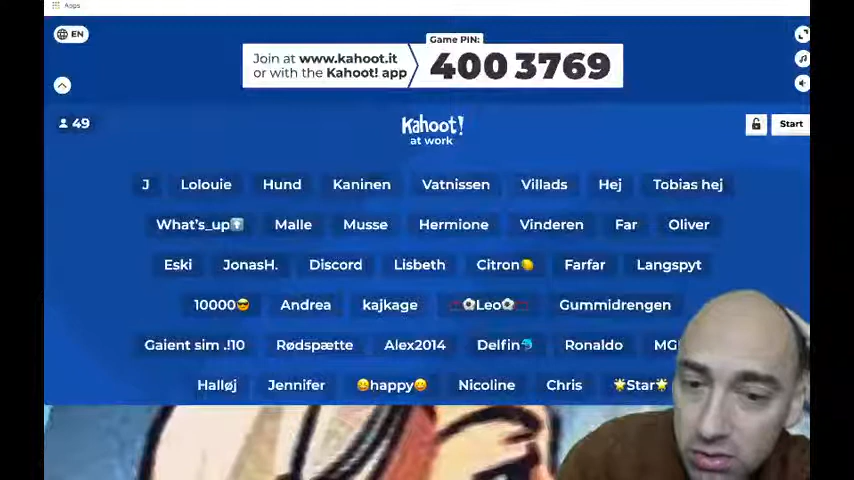 Apps
EN
Game PIN:
Join at www.kahoot.it
or with the Kahoot! app
400 3769
49
Kahoot!
at work
Start
J Lolouie Hund Kaninen Vatnissen Villads Hej Tobias hej
What's_up⬆️ Malle Musse Hermione Vinderen Far Oliver
Eski JonasH. Discord Lisbeth Citron🍋 Farfar Langspyt
10000😎 Andrea kajkage ⚽Leo⚽ Gummidrengen
Gaient sim .!10 Rødspætte Alex2014 Delfin🐬 Ronaldo
Halløj Jennifer 😄happy😄 Nicoline Chris 🌟Star🌟